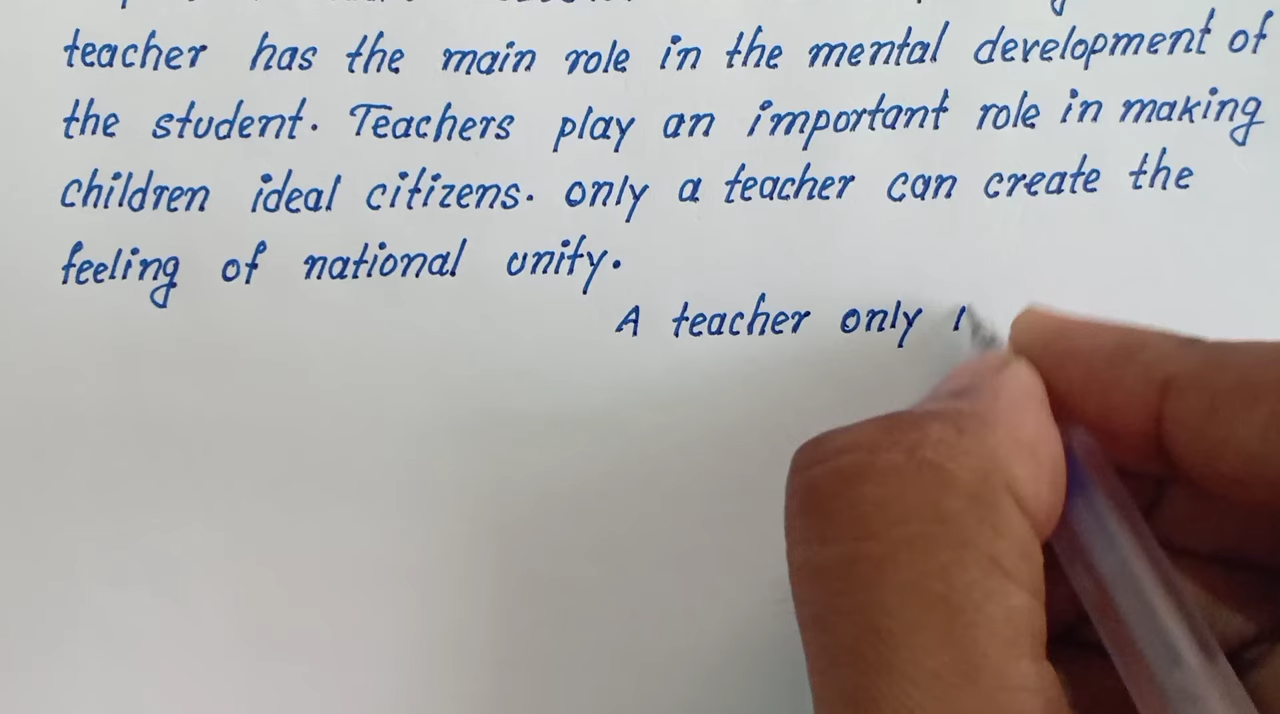 teacher has the main role in the mental development of
the student. Teachers play an important role in making
children ideal citizens. only a teacher can create the
feeling of national unity.
A teacher only